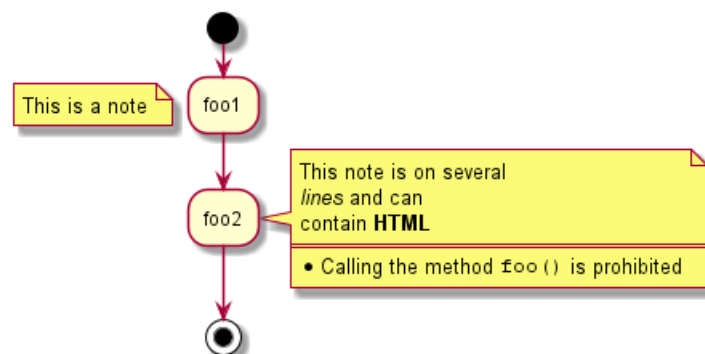 This is a note
foo1
foo2
This note is on several
lines and can
contain HTML
• Calling the method foo() is prohibited